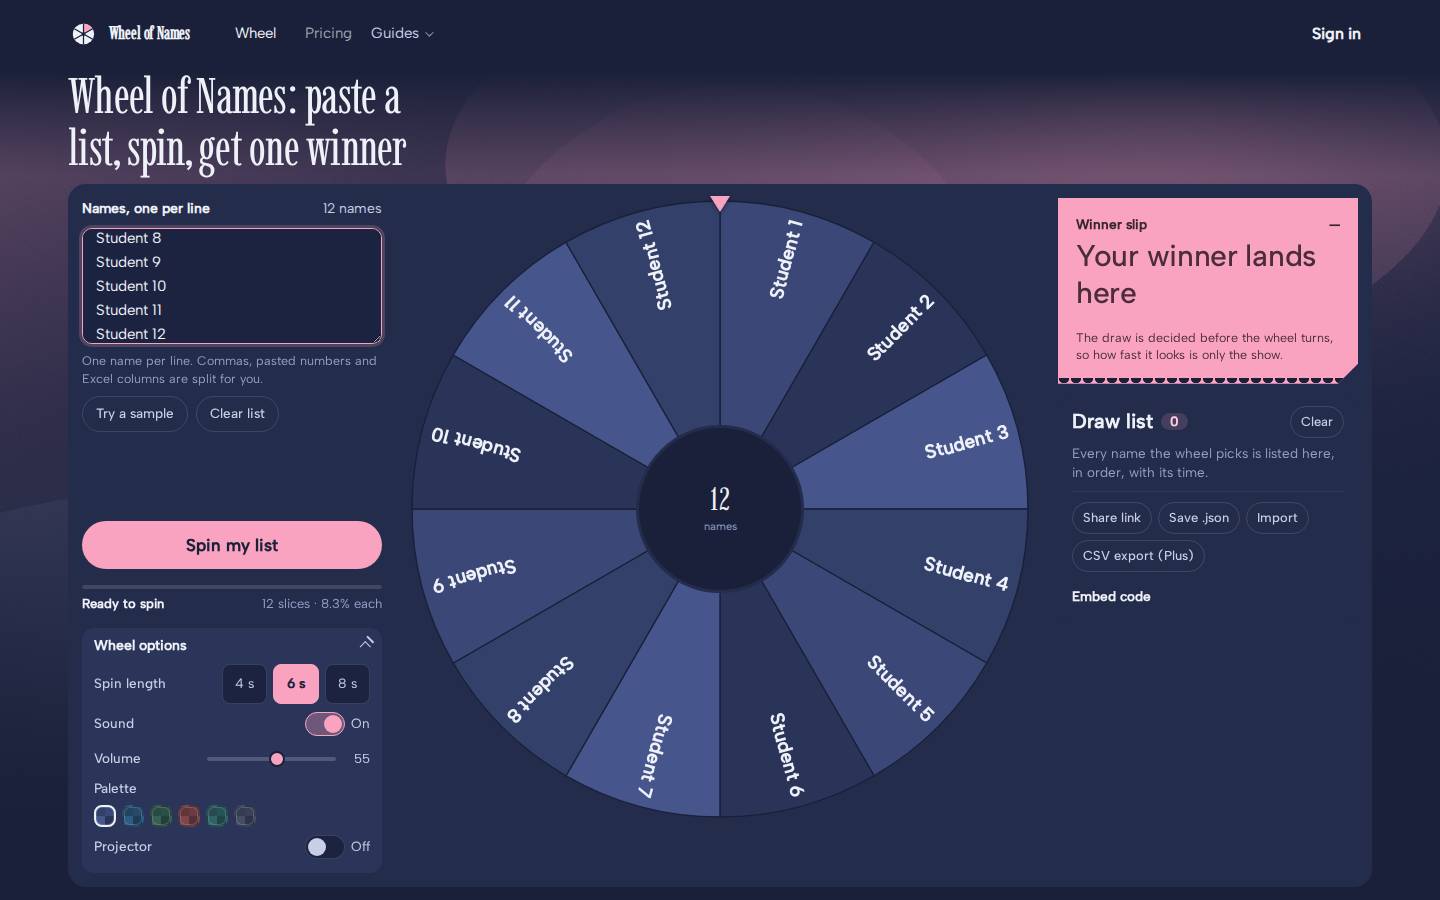 Wheel of Names
Wheel
Pricing
Guides
Sign in
Wheel of Names: paste a
list, spin, get one winner
Names, one per line
12 names
Student 8
Student 9
Student 10
Student 11
Student 12
One name per line. Commas, pasted numbers and
Excel columns are split for you.
Try a sample
Clear list
Spin my list
Ready to spin
12 slices · 8.3% each
Wheel options
Spin length
4 s
6 s
8 s
Sound
On
Volume
55
Palette
Projector
Off
Student 1
Student 2
Student 3
Student 4
Student 5
Student 6
Student 7
Student 8
Student 9
Student 10
Student 11
Student 12
12
names
Winner slip
Your winner lands
here
The draw is decided before the wheel turns,
so how fast it looks is only the show.
Draw list
0
Clear
Every name the wheel picks is listed here,
in order, with its time.
Share link
Save .json
Import
CSV export (Plus)
Embed code